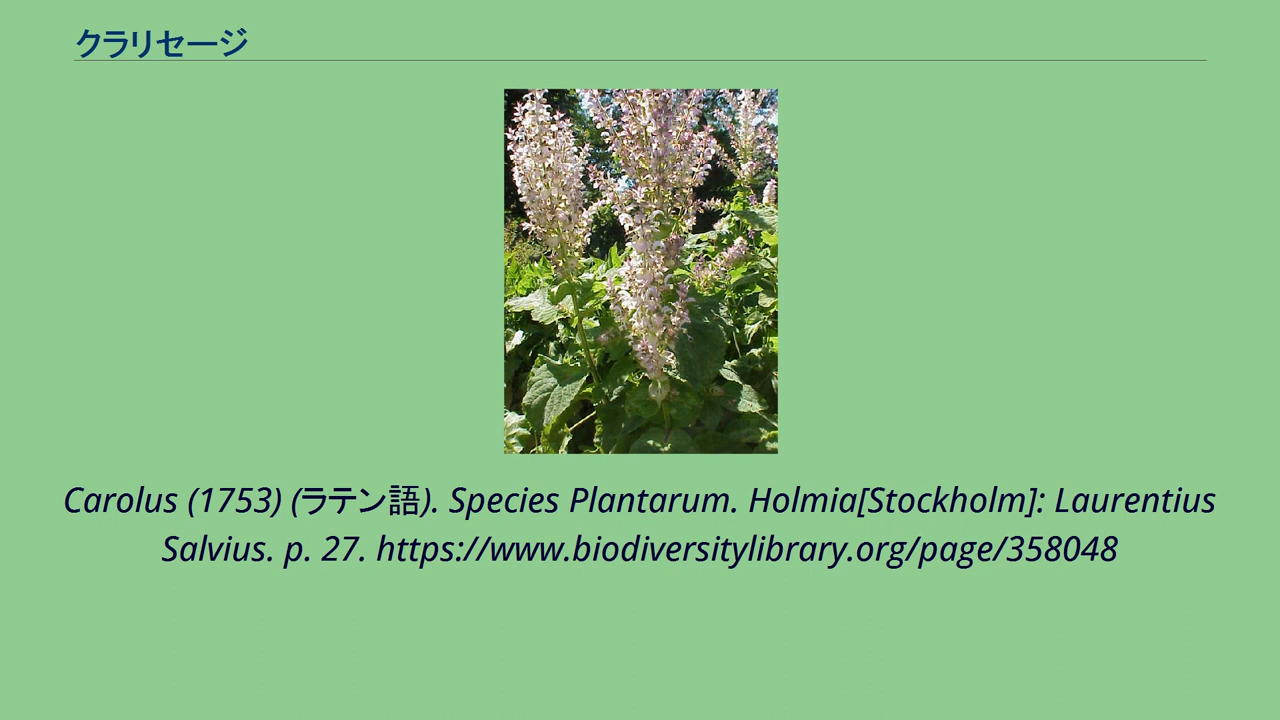 クラリセージ
Carolus (1753) (ラテン語). Species Plantarum. Holmia[Stockholm]: Laurentius
Salvius. p. 27. https://www.biodiversitylibrary.org/page/358048